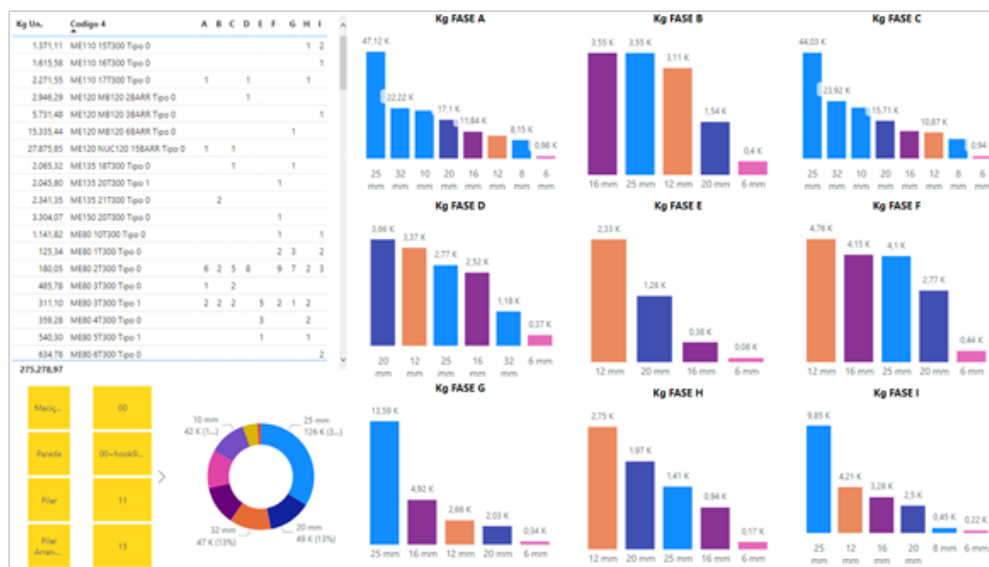 Kg Un. Codigo 4 A B C D E F G H I
1.371,11 ME110 15T300 Tipo 0 1 2
1.615,58 ME110 16T300 Tipo 0 1
2.271,55 ME110 17T300 Tipo 0 1 1 1
2.946,29 ME120 MB120 2BARR Tipo 0 1
5.731,48 ME120 MB120 3BARR Tipo 0 1
15.335,44 ME120 MB120 6BARR Tipo 0 1
27.875,85 ME120 NUC120 15BARR Tipo 0 1 1
2.065,32 ME135 18T300 Tipo 0 1 1
2.045,80 ME135 20T300 Tipo 1 1
2.341,35 ME135 21T300 Tipo 0 2
3.304,07 ME150 20T300 Tipo 0 1
1.141,82 ME80 10T300 Tipo 0 1 1
125,34 ME80 1T300 Tipo 0 2 3 2
180,05 ME80 2T300 Tipo 0 6 2 5 8 9 7 2 3
485,78 ME80 3T300 Tipo 0 1 2
311,10 ME80 3T300 Tipo 1 2 2 2 5 2 1 2
359,28 ME80 4T300 Tipo 0 3 2
540,30 ME80 5T300 Tipo 1 1 1
634,78 ME80 6T300 Tipo 0 2
275.278,97
Maciç...
00
Parede
00+hook9...
Pilar
11
Pilar
Arran...
15
10 mm
42 K (1...)
25 mm
126 K (3...)
32 mm
47 K (13%)
20 mm
49 K (13%)
Kg FASE A
47,12 K
22,22 K
17,1 K
11,84 K
8,15 K
0,98 K
25 32 10 20 16 12 8 6
mm mm mm mm mm mm mm mm
Kg FASE B
3,55 K 3,55 K
3,11 K
1,54 K
0,4 K
16 mm 25 mm 12 mm 20 mm 6 mm
Kg FASE C
44,03 K
23,92 K
15,71 K
10,87 K
0,94 K
25 32 10 20 16 12 8 6
mm mm mm mm mm mm mm mm
Kg FASE D
3,66 K
3,37 K
2,77 K
2,52 K
1,18 K
0,37 K
20 12 25 16 32 6 mm
mm mm mm mm mm
Kg FASE E
2,33 K
1,26 K
0,38 K
0,08 K
12 mm 20 mm 16 mm 6 mm
Kg FASE F
4,76 K
4,15 K
4,1 K
2,77 K
0,44 K
12 mm 16 mm 25 mm 20 mm 6 mm
Kg FASE G
13,59 K
4,92 K
2,66 K
2,03 K
0,34 K
25 mm 16 mm 12 mm 20 mm 6 mm
Kg FASE H
2,75 K
1,97 K
1,41 K
0,94 K
0,17 K
12 mm 20 mm 25 mm 16 mm 6 mm
Kg FASE I
9,85 K
4,21 K
3,28 K
2,5 K
0,45 K
0,22 K
25 12 16 20 8 mm 6 mm
mm mm mm mm